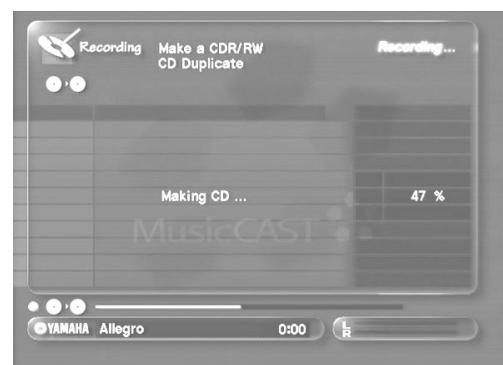 Recording
Make a CDR/RW
CD Duplicate
Recording...
Making CD ...
47 %
MusicCAST
YAMAHA Allegro 0:00
L
R